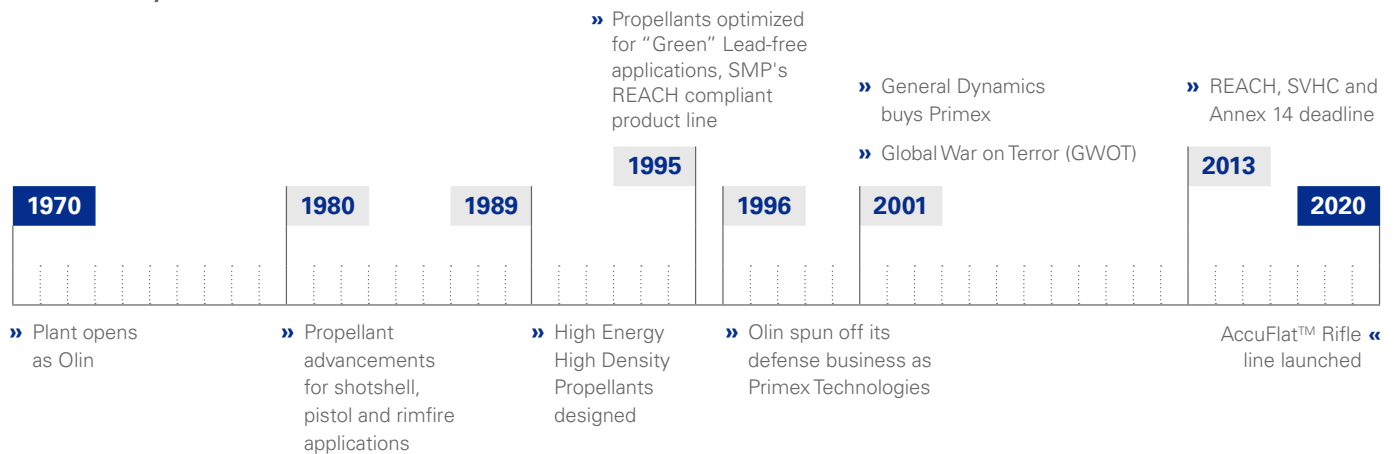 » Propellants optimized
for “Green” Lead-free
applications, SMP's
REACH compliant
product line
» General Dynamics
buys Primex
» Global War on Terror (GWOT)
» REACH, SVHC and
Annex 14 deadline
1970
1980
1989
1995
1996
2001
2013
2020
» Plant opens
as Olin
» Propellant
advancements
for shotshell,
pistol and rimfire
applications
» High Energy
High Density
Propellants
designed
» Olin spun off its
defense business as
Primex Technologies
AccuFlat™ Rifle «
line launched